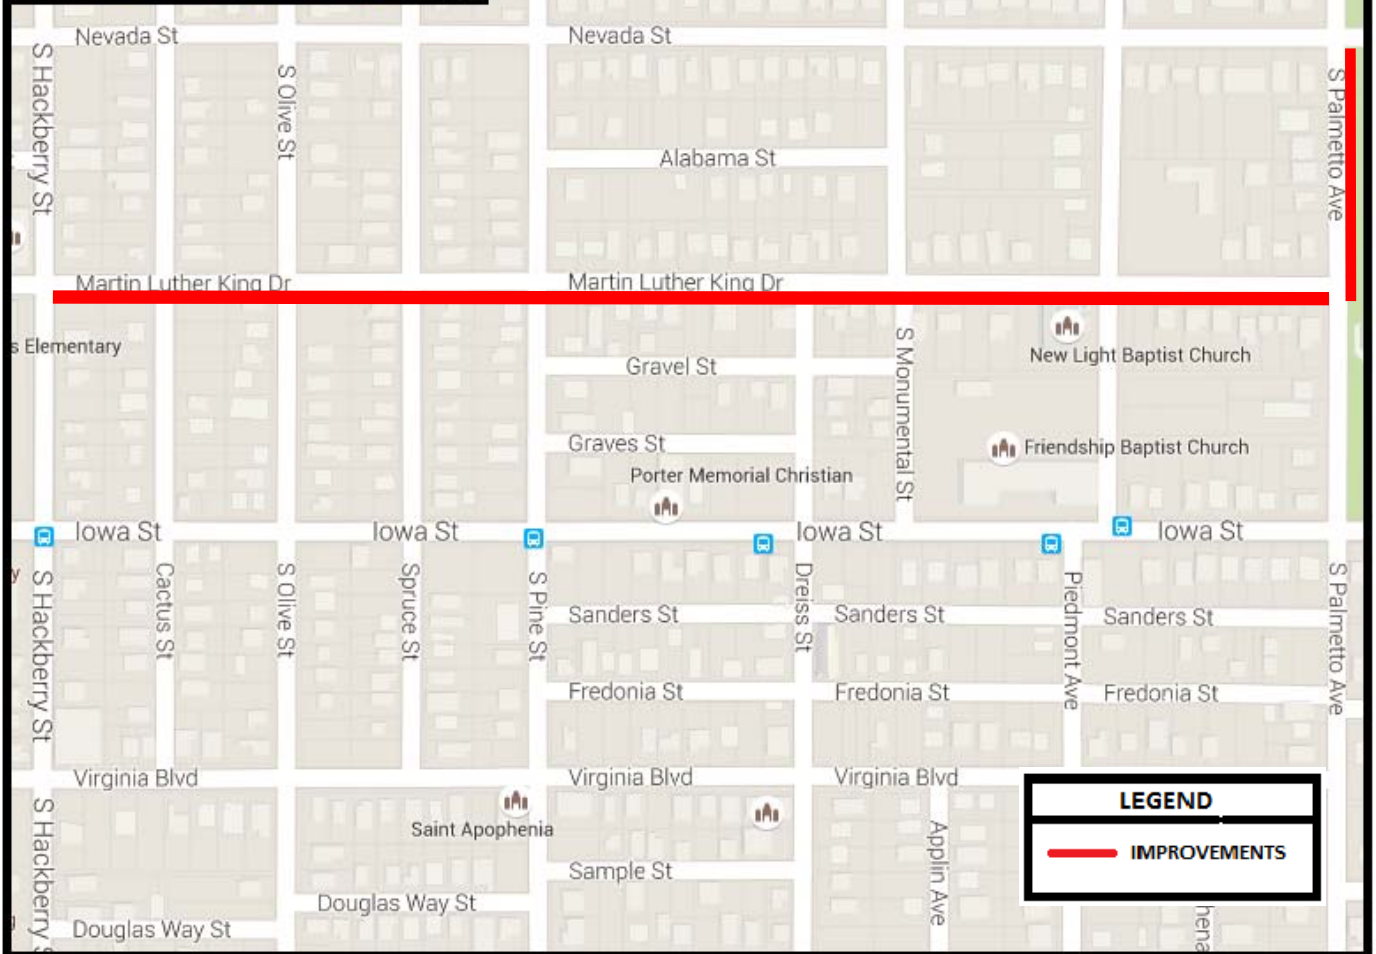 Nevada St
Nevada St
S Hackberry St
S Olive St
S Palmetto Ave
Alabama St
Martin Luther King Dr
Martin Luther King Dr
s Elementary
Gravel St
S Monumental St
New Light Baptist Church
Graves St
Friendship Baptist Church
Porter Memorial Christian
Iowa St
Iowa St
Iowa St
Iowa St
y
S Hackberry St
Cactus St
S Olive St
Spruce St
S Pine St
Dreiss St
Piedmont Ave
S Palmetto Ave
Sanders St
Sanders St
Sanders St
Fredonia St
Fredonia St
Fredonia St
Virginia Blvd
Virginia Blvd
Virginia Blvd
LEGEND
IMPROVEMENTS
S Hackberry S
Saint Apophenia
Applin Ave
Sample St
Douglas Way St
Douglas Way St
hena